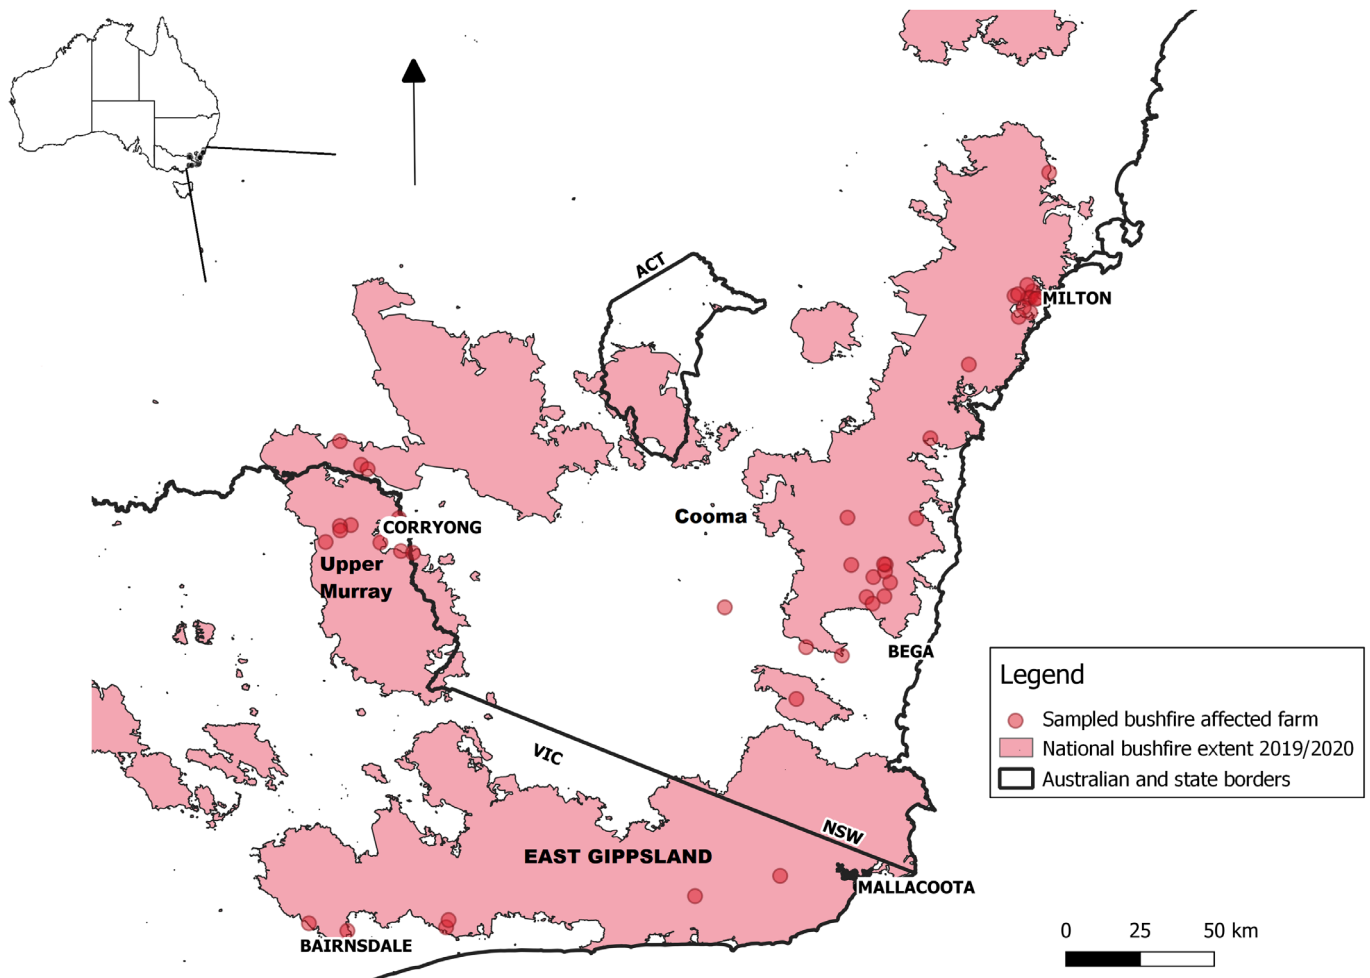 ACT
MILTON
Cooma
CORRYONG
Upper
Murray
BEGA
Legend
Sampled bushfire affected farm
National bushfire extent 2019/2020
Australian and state borders
VIC
NSW
EAST GIPPSLAND
MALLACOOTA
BAIRNSDALE
0 25 50 km